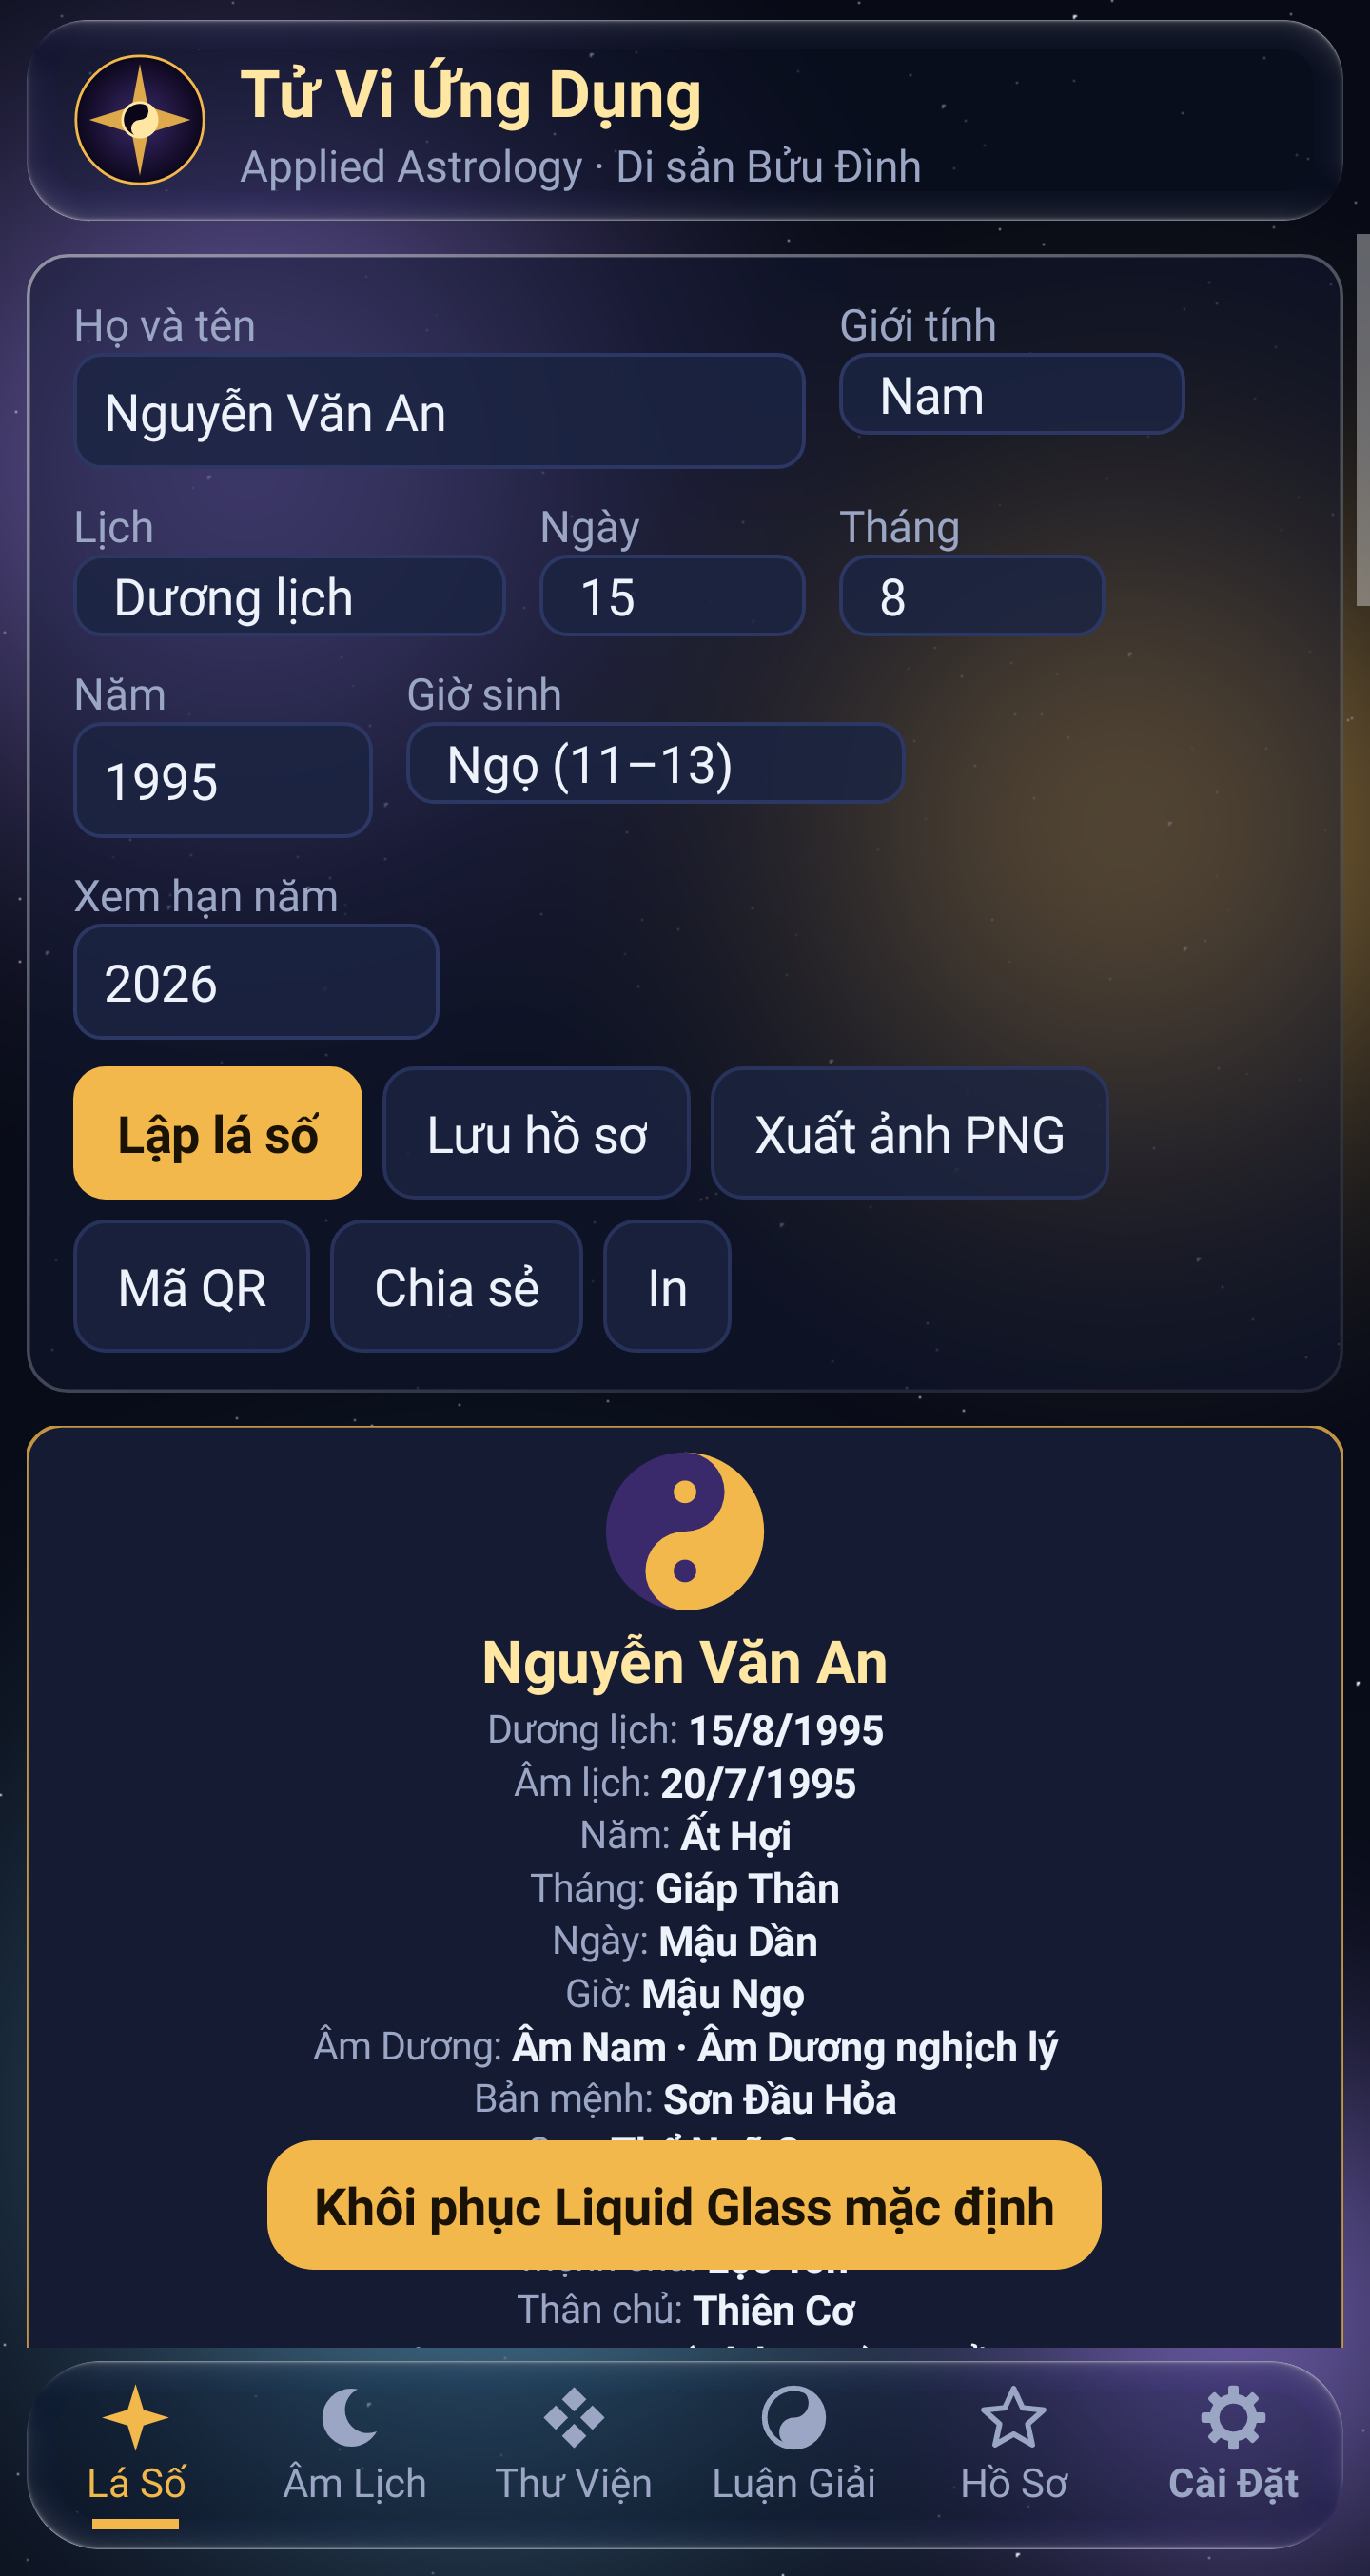 Tử Vi Ứng Dụng
Applied Astrology · Di sản Bửu Đình
Họ và tên
Giới tính
Nguyễn Văn An
Nam
Lịch
Ngày
Tháng
Dương lịch
15
8
Năm
Giờ sinh
1995
Ngọ (11–13)
Xem hạn năm
2026
Lập lá số
Lưu hồ sơ
Xuất ảnh PNG
Mã QR
Chia sẻ
In
Nguyễn Văn An
Dương lịch: 15/8/1995
Âm lịch: 20/7/1995
Năm: Ất Hợi
Tháng: Giáp Thân
Ngày: Mậu Dần
Giờ: Mậu Ngọ
Âm Dương: Âm Nam · Âm Dương nghịch lý
Bản mệnh: Sơn Đầu Hỏa
Khôi phục Liquid Glass mặc định
Thân chủ: Thiên Cơ
Lá Số
Âm Lịch
Thư Viện
Luận Giải
Hồ Sơ
Cài Đặt